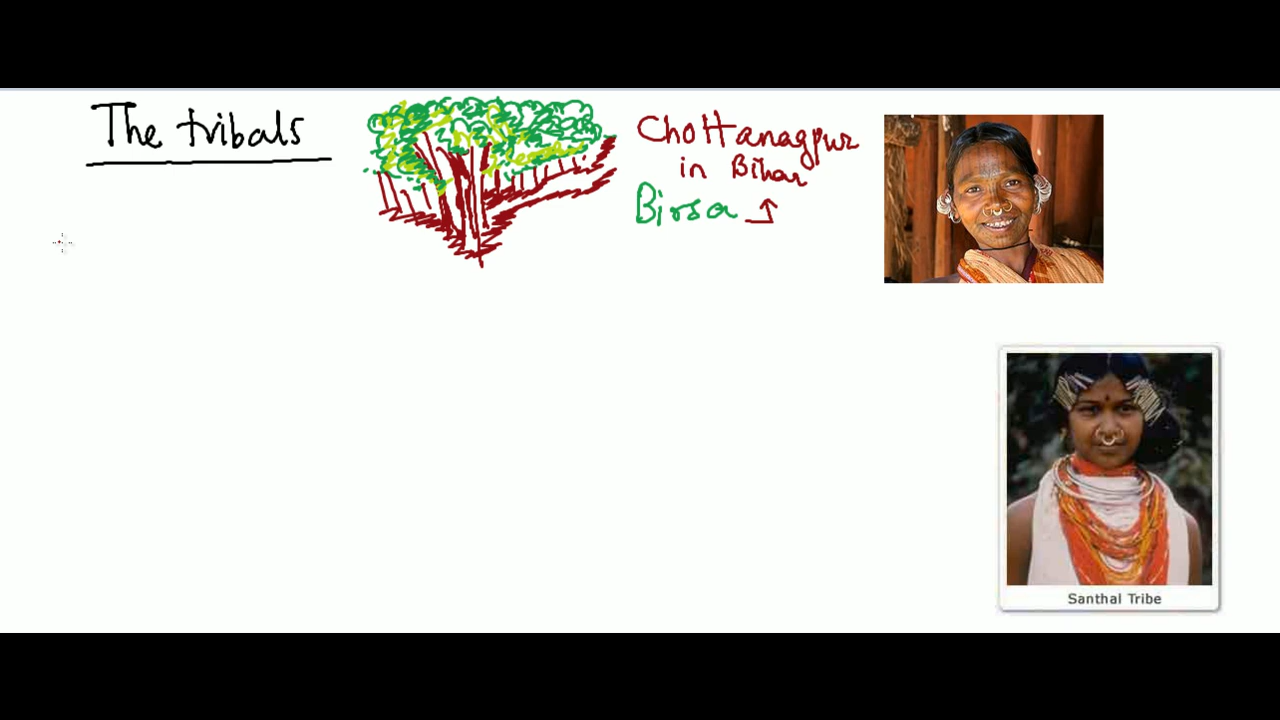 The tribals
Chottanagpur
in Bihar
Birsa
Santhal Tribe